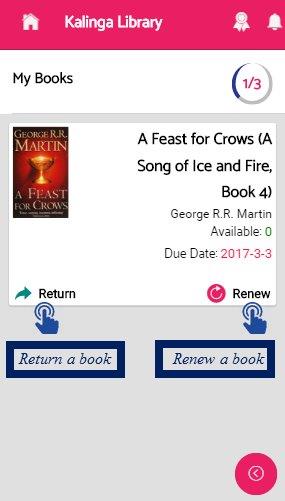 Kalinga Library
My Books
1/3
GEORGE R.R.
MARTIN
A FEAST
FOR CROWS
A Feast for Crows (A
Song of Ice and Fire,
Book 4)
George R.R. Martin
Available: 0
Due Date: 2017-3-3
Return
Renew
Return a book
Renew a book